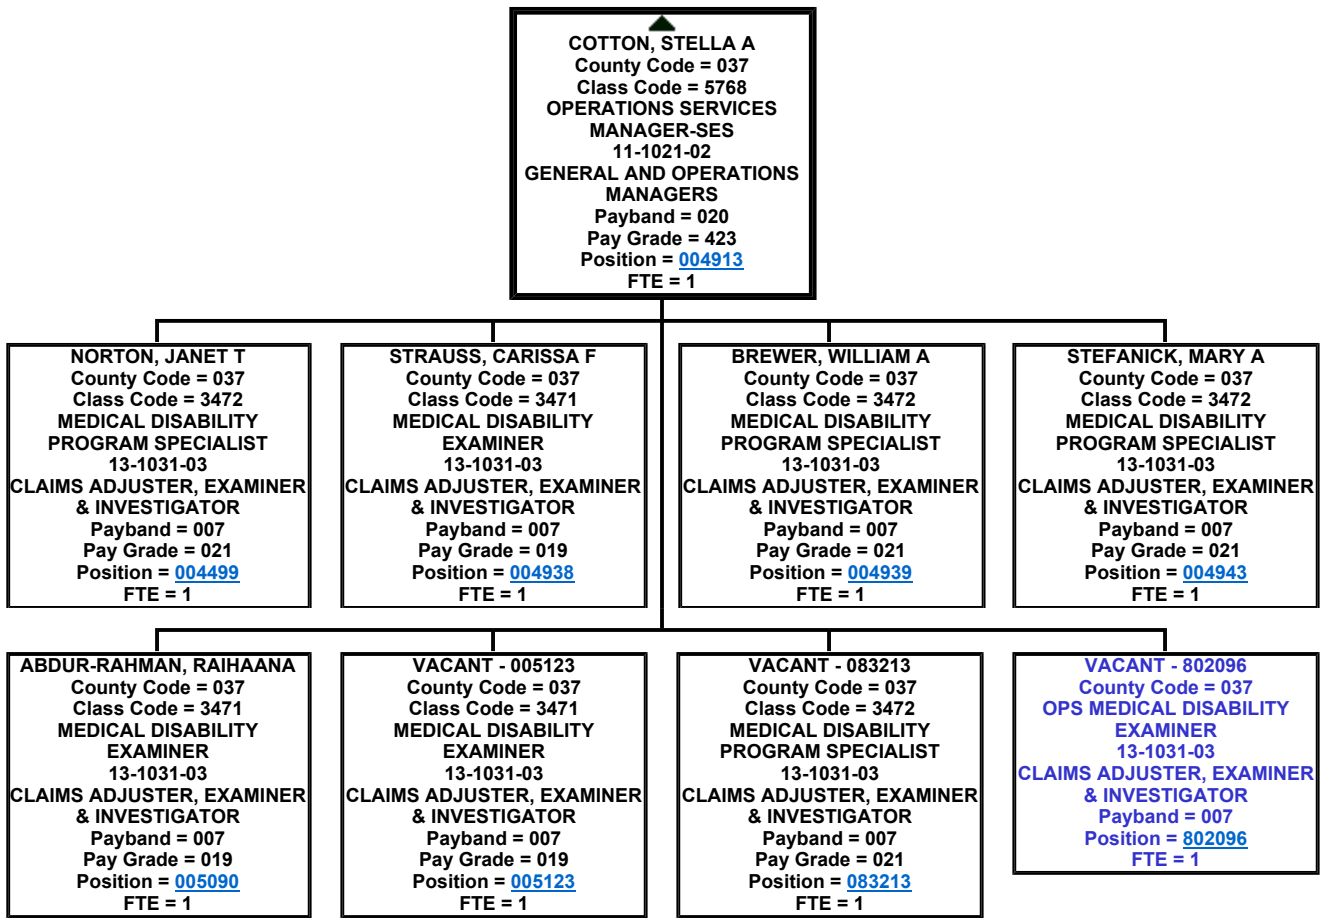 COTTON, STELLA A
County Code = 037
Class Code = 5768
OPERATIONS SERVICES
MANAGER-SES
11-1021-02
GENERAL AND OPERATIONS
MANAGERS
Payband = 020
Pay Grade = 423
Position = 004913
FTE = 1
NORTON, JANET T
County Code = 037
Class Code = 3472
MEDICAL DISABILITY
PROGRAM SPECIALIST
13-1031-03
CLAIMS ADJUSTER, EXAMINER
& INVESTIGATOR
Payband = 007
Pay Grade = 021
Position = 004499
FTE = 1
STRAUSS, CARISSA F
County Code = 037
Class Code = 3471
MEDICAL DISABILITY
EXAMINER
13-1031-03
CLAIMS ADJUSTER, EXAMINER
& INVESTIGATOR
Payband = 007
Pay Grade = 019
Position = 004938
FTE = 1
BREWER, WILLIAM A
County Code = 037
Class Code = 3472
MEDICAL DISABILITY
PROGRAM SPECIALIST
13-1031-03
CLAIMS ADJUSTER, EXAMINER
& INVESTIGATOR
Payband = 007
Pay Grade = 021
Position = 004939
FTE = 1
STEFANICK, MARY A
County Code = 037
Class Code = 3472
MEDICAL DISABILITY
PROGRAM SPECIALIST
13-1031-03
CLAIMS ADJUSTER, EXAMINER
& INVESTIGATOR
Payband = 007
Pay Grade = 021
Position = 004943
FTE = 1
ABDUR-RAHMAN, RAIHAANA
County Code = 037
Class Code = 3471
MEDICAL DISABILITY
EXAMINER
13-1031-03
CLAIMS ADJUSTER, EXAMINER
& INVESTIGATOR
Payband = 007
Pay Grade = 019
Position = 005090
FTE = 1
VACANT - 005123
County Code = 037
Class Code = 3471
MEDICAL DISABILITY
EXAMINER
13-1031-03
CLAIMS ADJUSTER, EXAMINER
& INVESTIGATOR
Payband = 007
Pay Grade = 019
Position = 005123
FTE = 1
VACANT - 083213
County Code = 037
Class Code = 3472
MEDICAL DISABILITY
PROGRAM SPECIALIST
13-1031-03
CLAIMS ADJUSTER, EXAMINER
& INVESTIGATOR
Payband = 007
Pay Grade = 021
Position = 083213
FTE = 1
VACANT - 802096
County Code = 037
OPS MEDICAL DISABILITY
EXAMINER
13-1031-03
CLAIMS ADJUSTER, EXAMINER
& INVESTIGATOR
Payband = 007
Position = 802096
FTE = 1